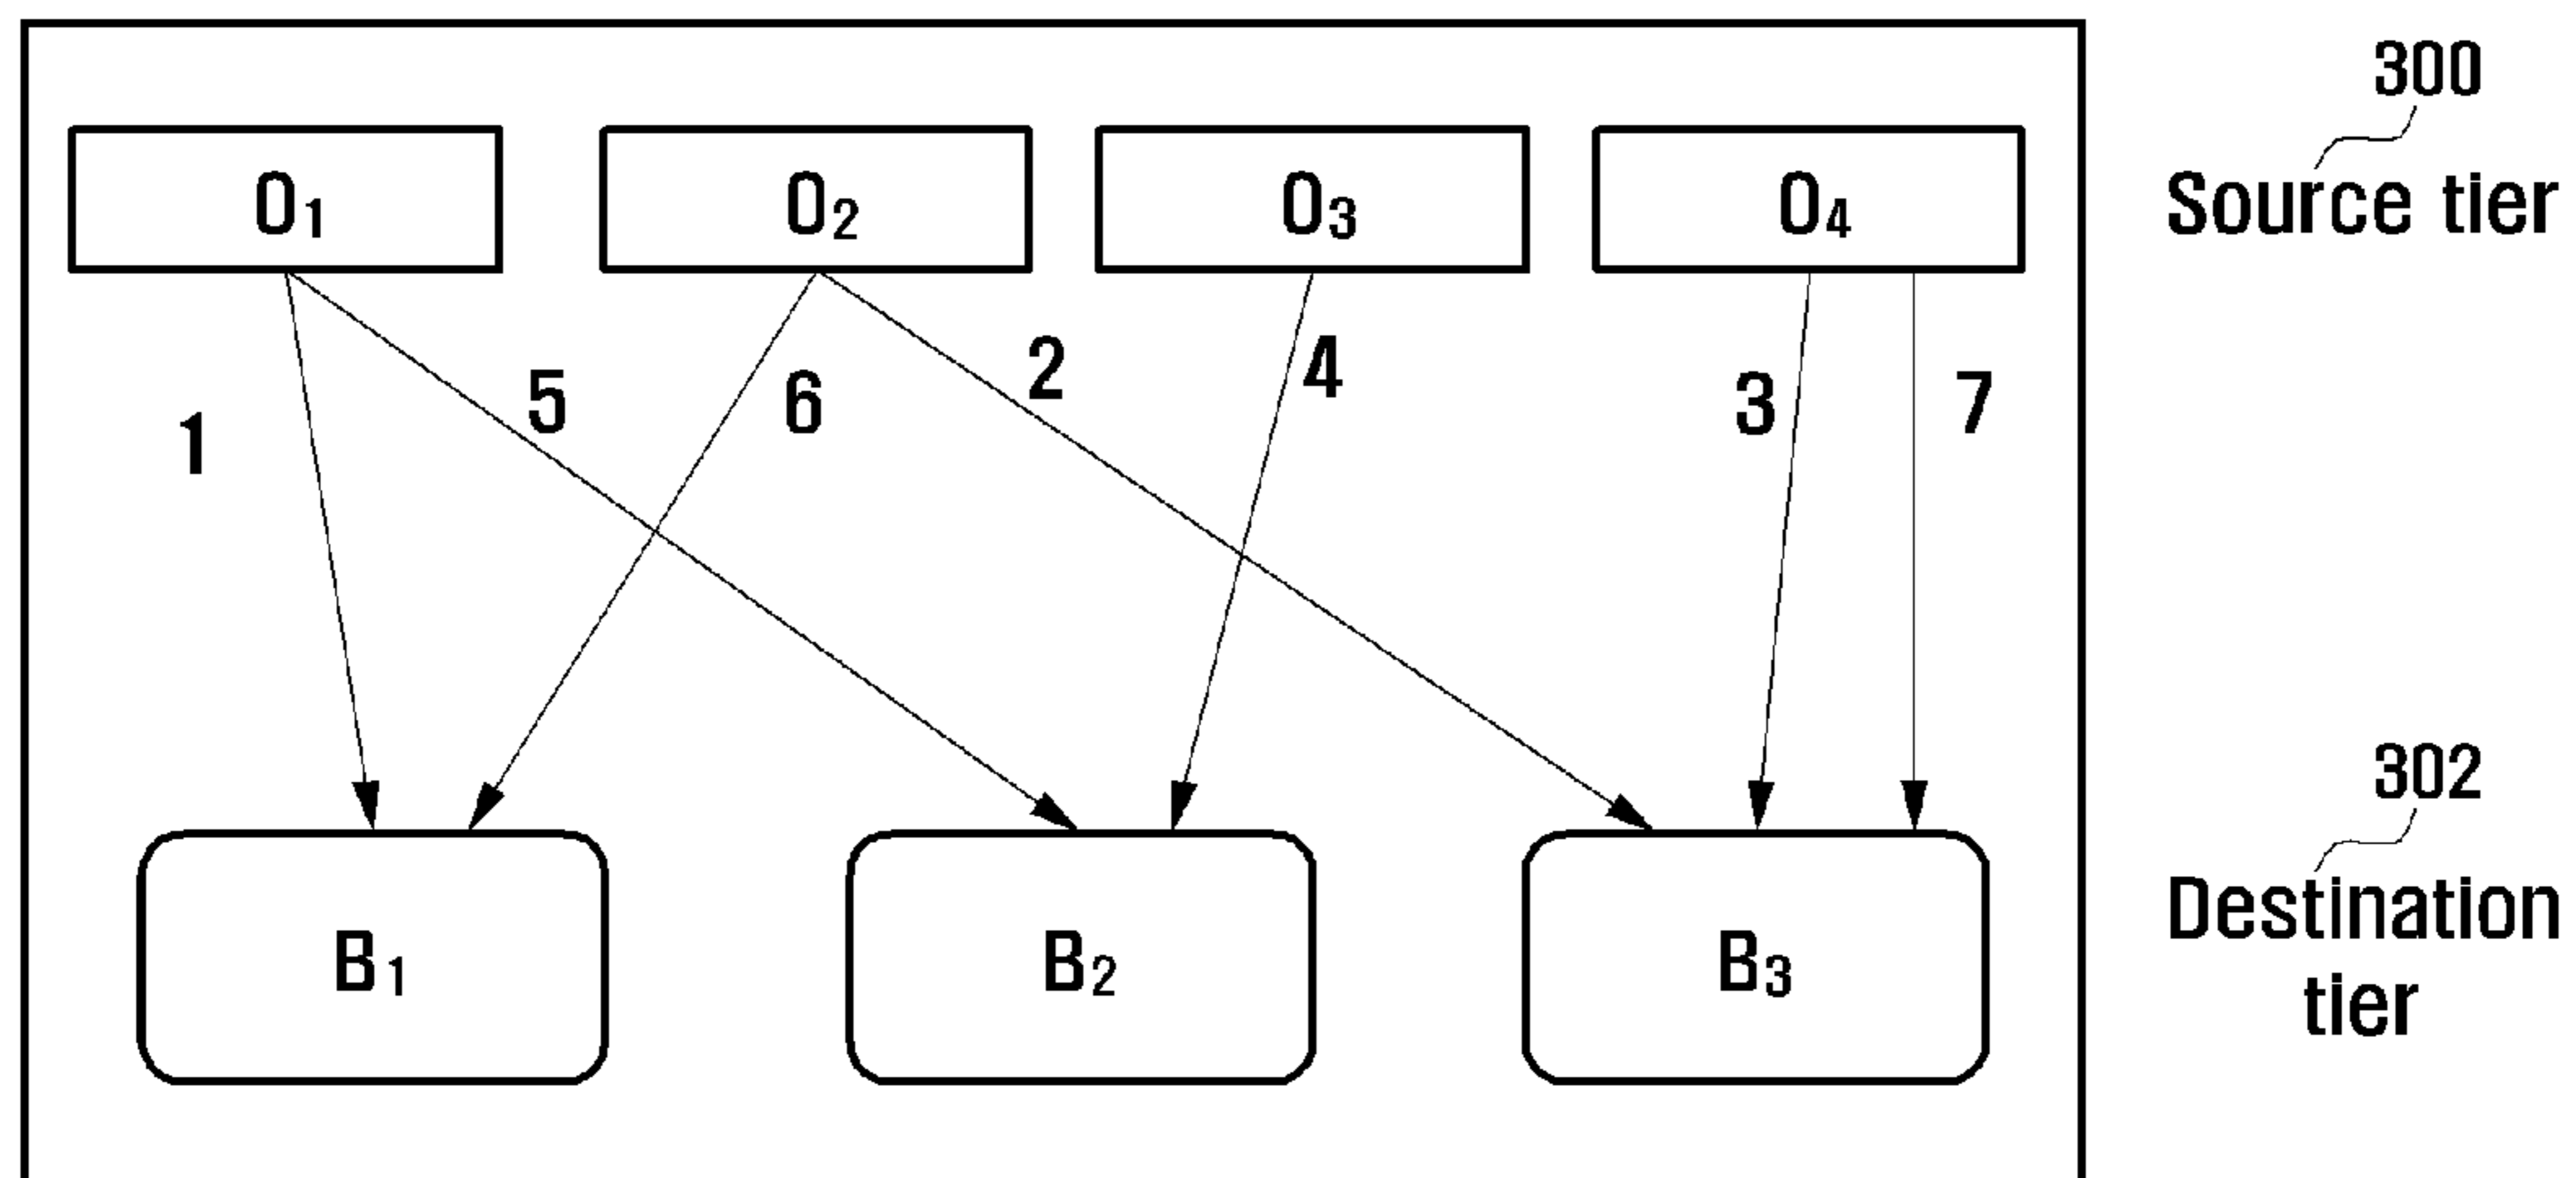 300
O1 O2 O3 O4 Source tier
1 5 6 2 4 3 7
302
Destination
tier
B1 B2 B3